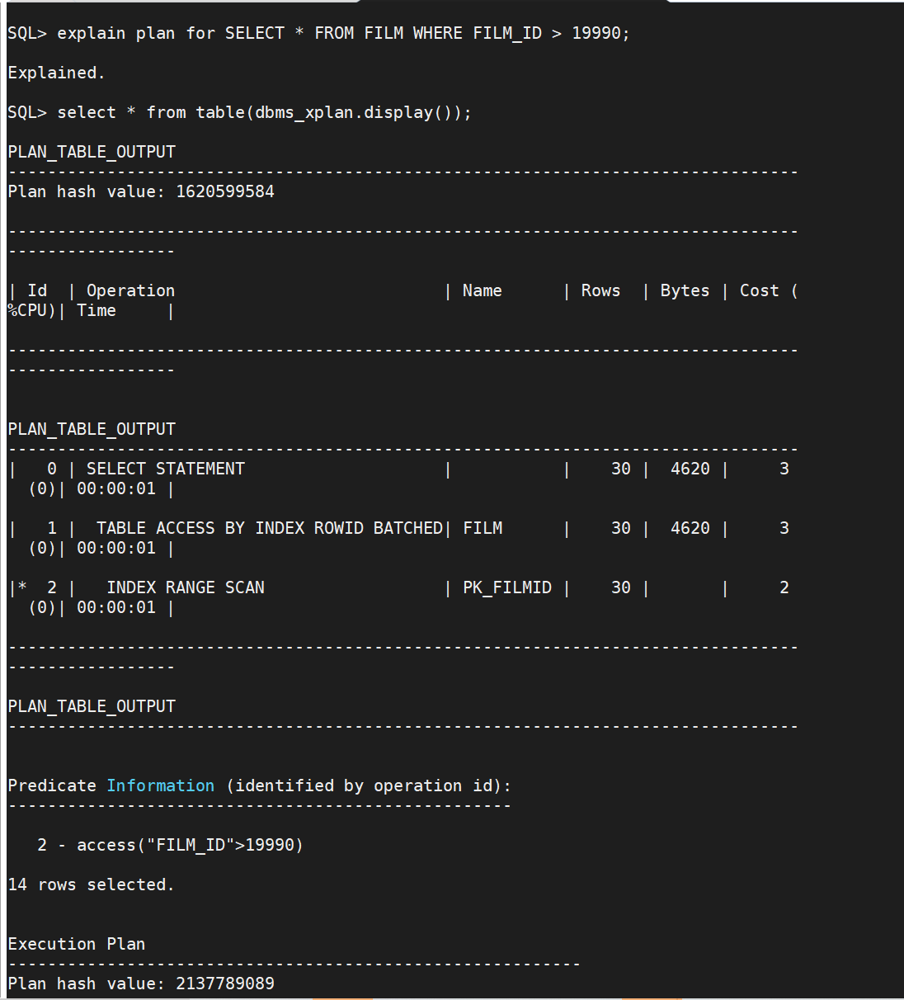 SQL> explain plan for SELECT * FROM FILM WHERE FILM_ID > 19990;
Explained.
SQL> select * from table(dbms_xplan.display());
PLAN_TABLE_OUTPUT
--------------------------------------------------------------------------------
Plan hash value: 1620599584
--------------------------------------------------------------------------------
-----------------
| Id  | Operation                           | Name      | Rows  | Bytes | Cost (
%CPU)| Time     |
--------------------------------------------------------------------------------
-----------------
PLAN_TABLE_OUTPUT
--------------------------------------------------------------------------------
|   0 | SELECT STATEMENT                    |           |    30 |  4620 |     3
  (0)| 00:00:01 |
|   1 |  TABLE ACCESS BY INDEX ROWID BATCHED| FILM      |    30 |  4620 |     3
  (0)| 00:00:01 |
|*  2 |   INDEX RANGE SCAN                  | PK_FILMID |    30 |       |     2
  (0)| 00:00:01 |
--------------------------------------------------------------------------------
-----------------
PLAN_TABLE_OUTPUT
--------------------------------------------------------------------------------
Predicate Information (identified by operation id):
---------------------------------------------------
   2 - access("FILM_ID">19990)
14 rows selected.
Execution Plan
----------------------------------------------------------
Plan hash value: 2137789089